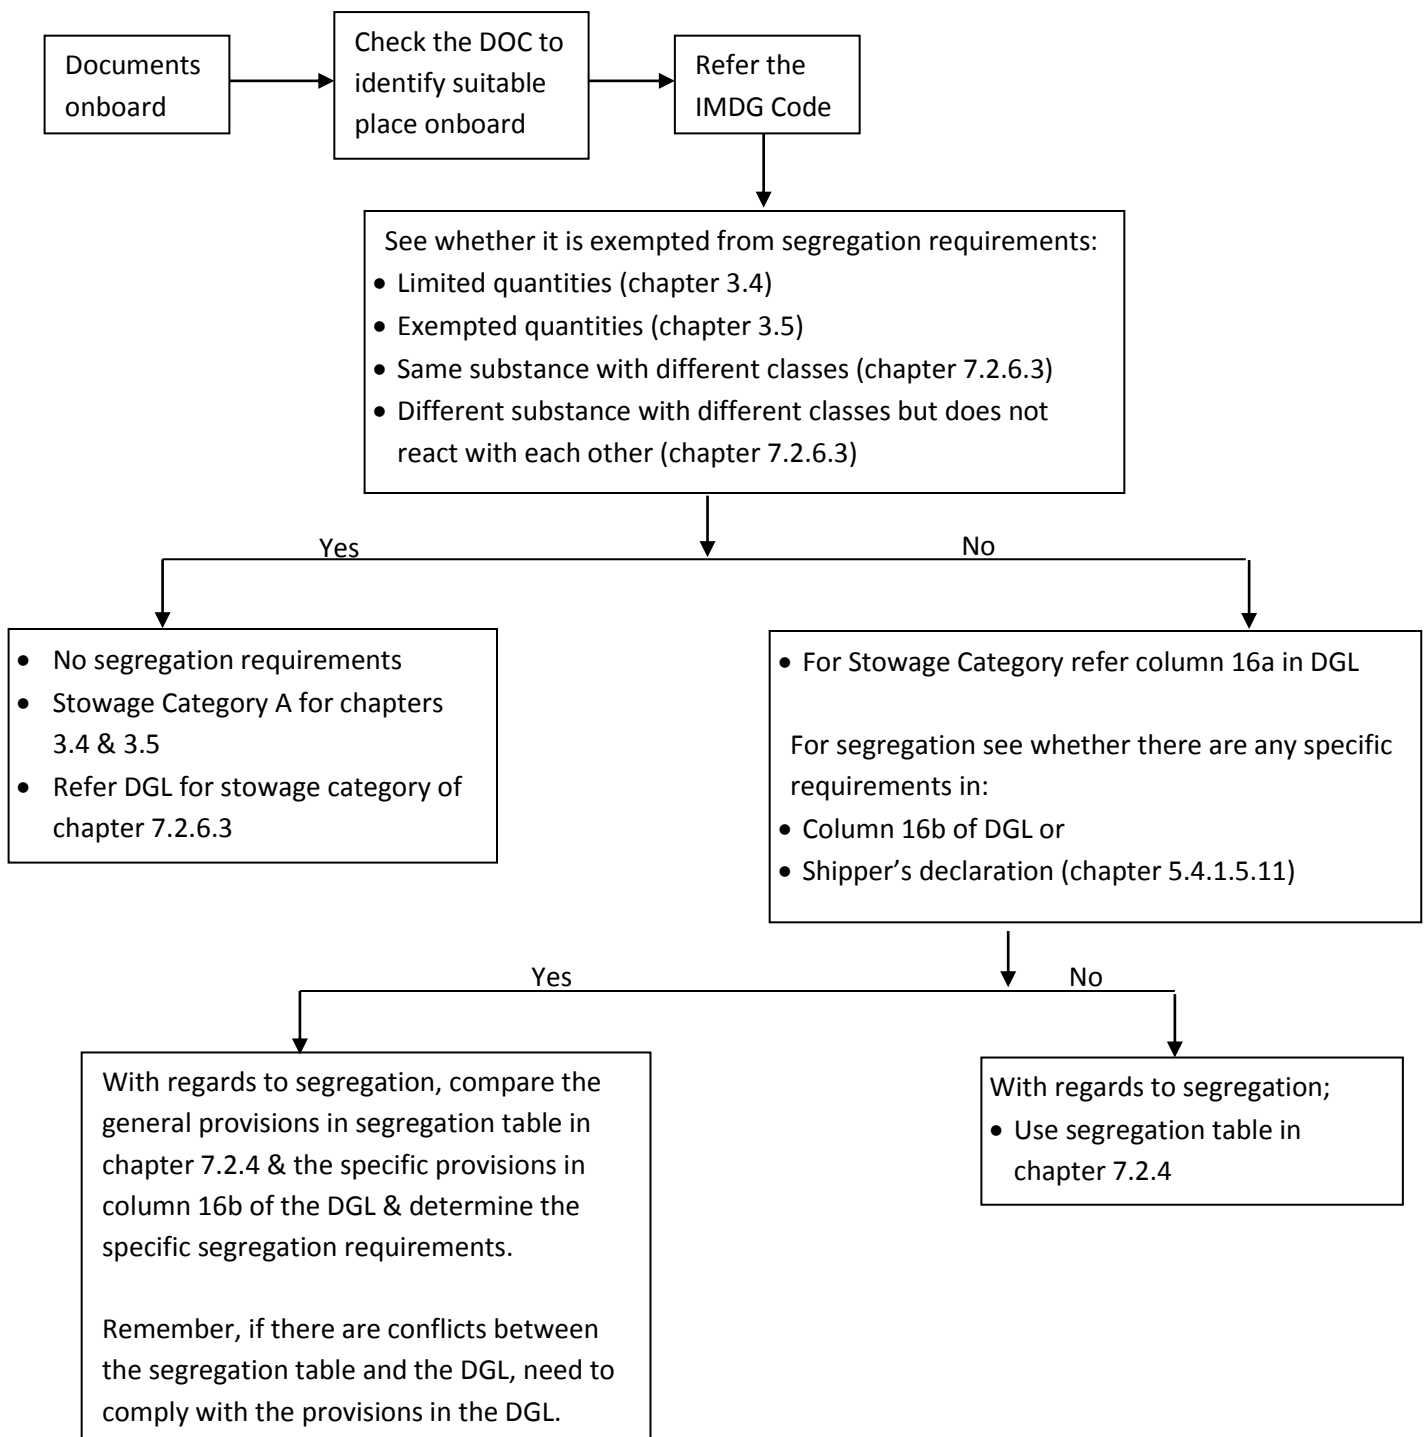 Documents
onboard
Check the DOC to
identify suitable
place onboard
Refer the
IMDG Code
See whether it is exempted from segregation requirements:
• Limited quantities (chapter 3.4)
• Exempted quantities (chapter 3.5)
• Same substance with different classes (chapter 7.2.6.3)
• Different substance with different classes but does not
react with each other (chapter 7.2.6.3)
Yes
No
• No segregation requirements
• Stowage Category A for chapters
3.4 & 3.5
• Refer DGL for stowage category of
chapter 7.2.6.3
• For Stowage Category refer column 16a in DGL
For segregation see whether there are any specific
requirements in:
• Column 16b of DGL or
• Shipper’s declaration (chapter 5.4.1.5.11)
Yes
No
With regards to segregation, compare the
general provisions in segregation table in
chapter 7.2.4 & the specific provisions in
column 16b of the DGL & determine the
specific segregation requirements.
Remember, if there are conflicts between
the segregation table and the DGL, need to
comply with the provisions in the DGL.
With regards to segregation;
• Use segregation table in
chapter 7.2.4